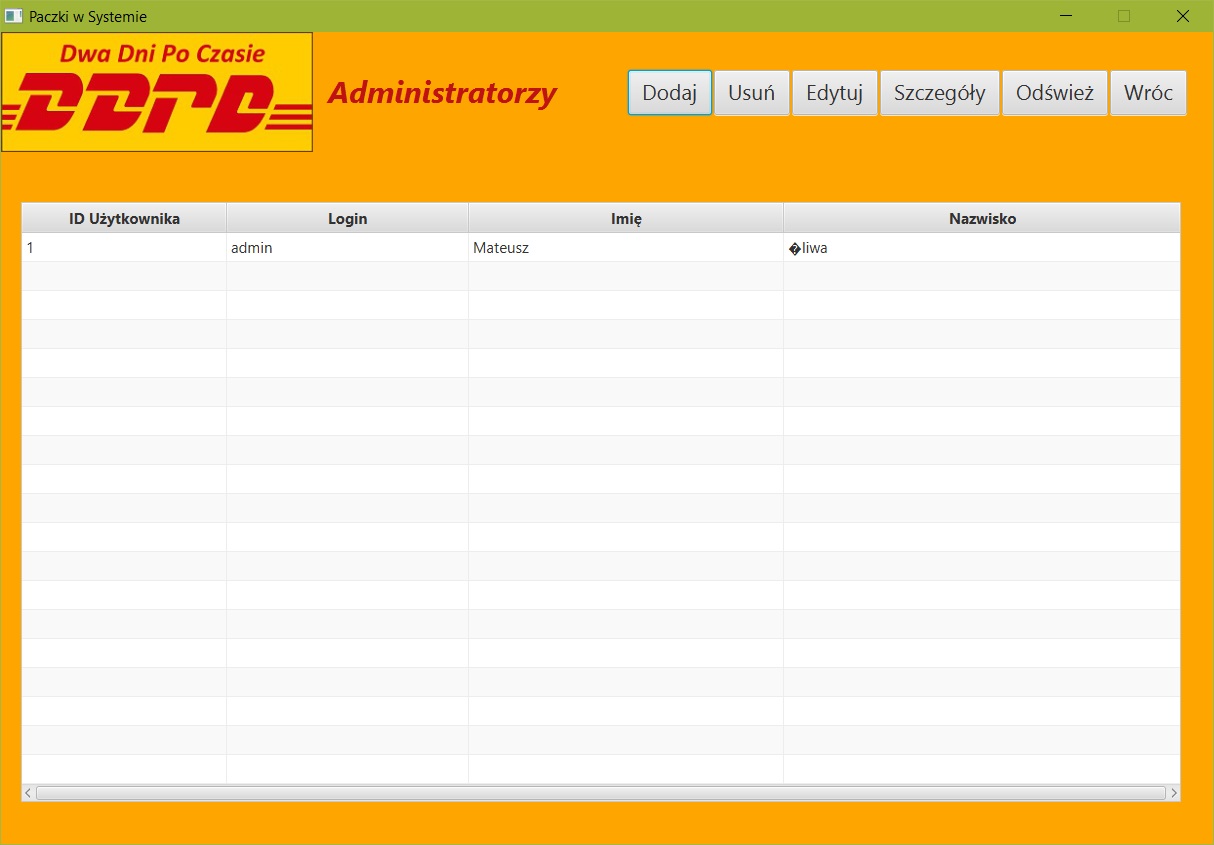 Paczki w Systemie
Dwa Dni Po Czasie
Administratorzy
Dodaj Usuń Edytuj Szczegóły Odśwież Wróc
ID Użytkownika Login Imię Nazwisko
1 admin Mateusz �liwa